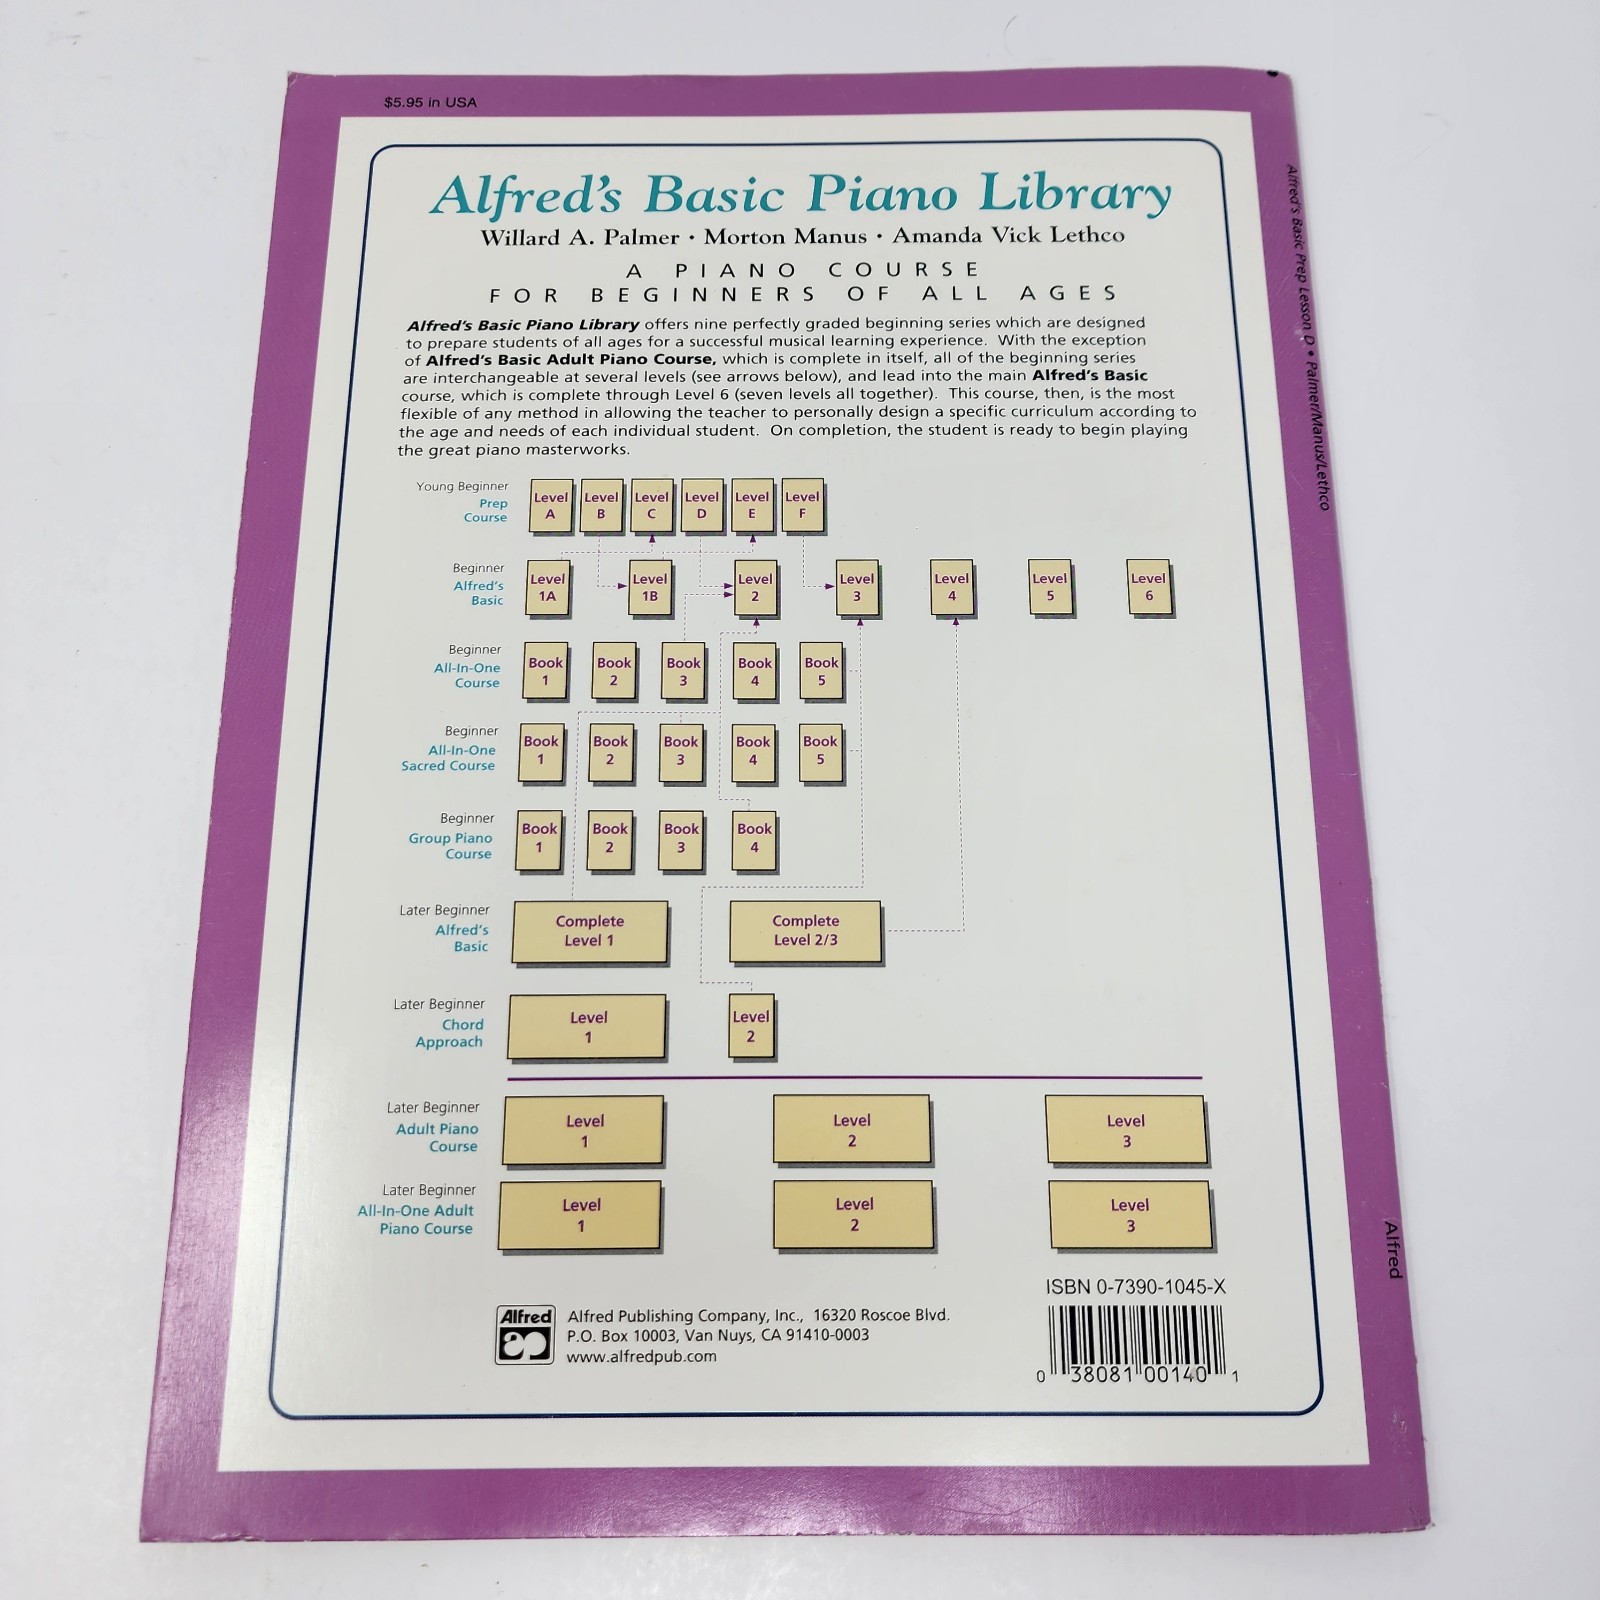 $5.95 in USA
Alfred's Basic Piano Library
Willard A. Palmer • Morton Manus • Amanda Vick Lethco
A PIANO COURSE
FOR BEGINNERS OF ALL AGES
Alfred's Basic Piano Library offers nine perfectly graded beginning series which are designed
to prepare students of all ages for a successful musical learning experience. With the exception
of Alfred's Basic Adult Piano Course, which is complete in itself, all of the beginning series
are interchangeable at several levels (see arrows below), and lead into the main Alfred's Basic
course, which is complete through Level 6 (seven levels all together). This course, then, is the most
flexible of any method in allowing the teacher to personally design a specific curriculum according to
the age and needs of each individual student. On completion, the student is ready to begin playing
the great piano masterworks.
Young Beginner
Prep
Course
Level
A
Level
B
Level
C
Level
D
Level
E
Level
F
Beginner
Alfred's
Basic
Level
1A
Level
1B
Level
2
Level
3
Level
4
Level
5
Level
6
Beginner
All-In-One
Course
Book
1
Book
2
Book
3
Book
4
Book
5
Beginner
All-In-One
Sacred Course
Book
1
Book
2
Book
3
Book
4
Book
5
Beginner
Group Piano
Course
Book
1
Book
2
Book
3
Book
4
Later Beginner
Alfred's
Basic
Complete
Level 1
Complete
Level 2/3
Later Beginner
Chord
Approach
Level
1
Level
2
Later Beginner
Adult Piano
Course
Level
1
Level
2
Level
3
Later Beginner
All-In-One Adult
Piano Course
Level
1
Level
2
Level
3
Alfred
Alfred Publishing Company, Inc., 16320 Roscoe Blvd.
P.O. Box 10003, Van Nuys, CA 91410-0003
www.alfredpub.com
ISBN 0-7390-1045-X
0 38081 00140 1
Alfred's Basic Prep Lesson D • Palmer/Manus/Lethco
Alfred